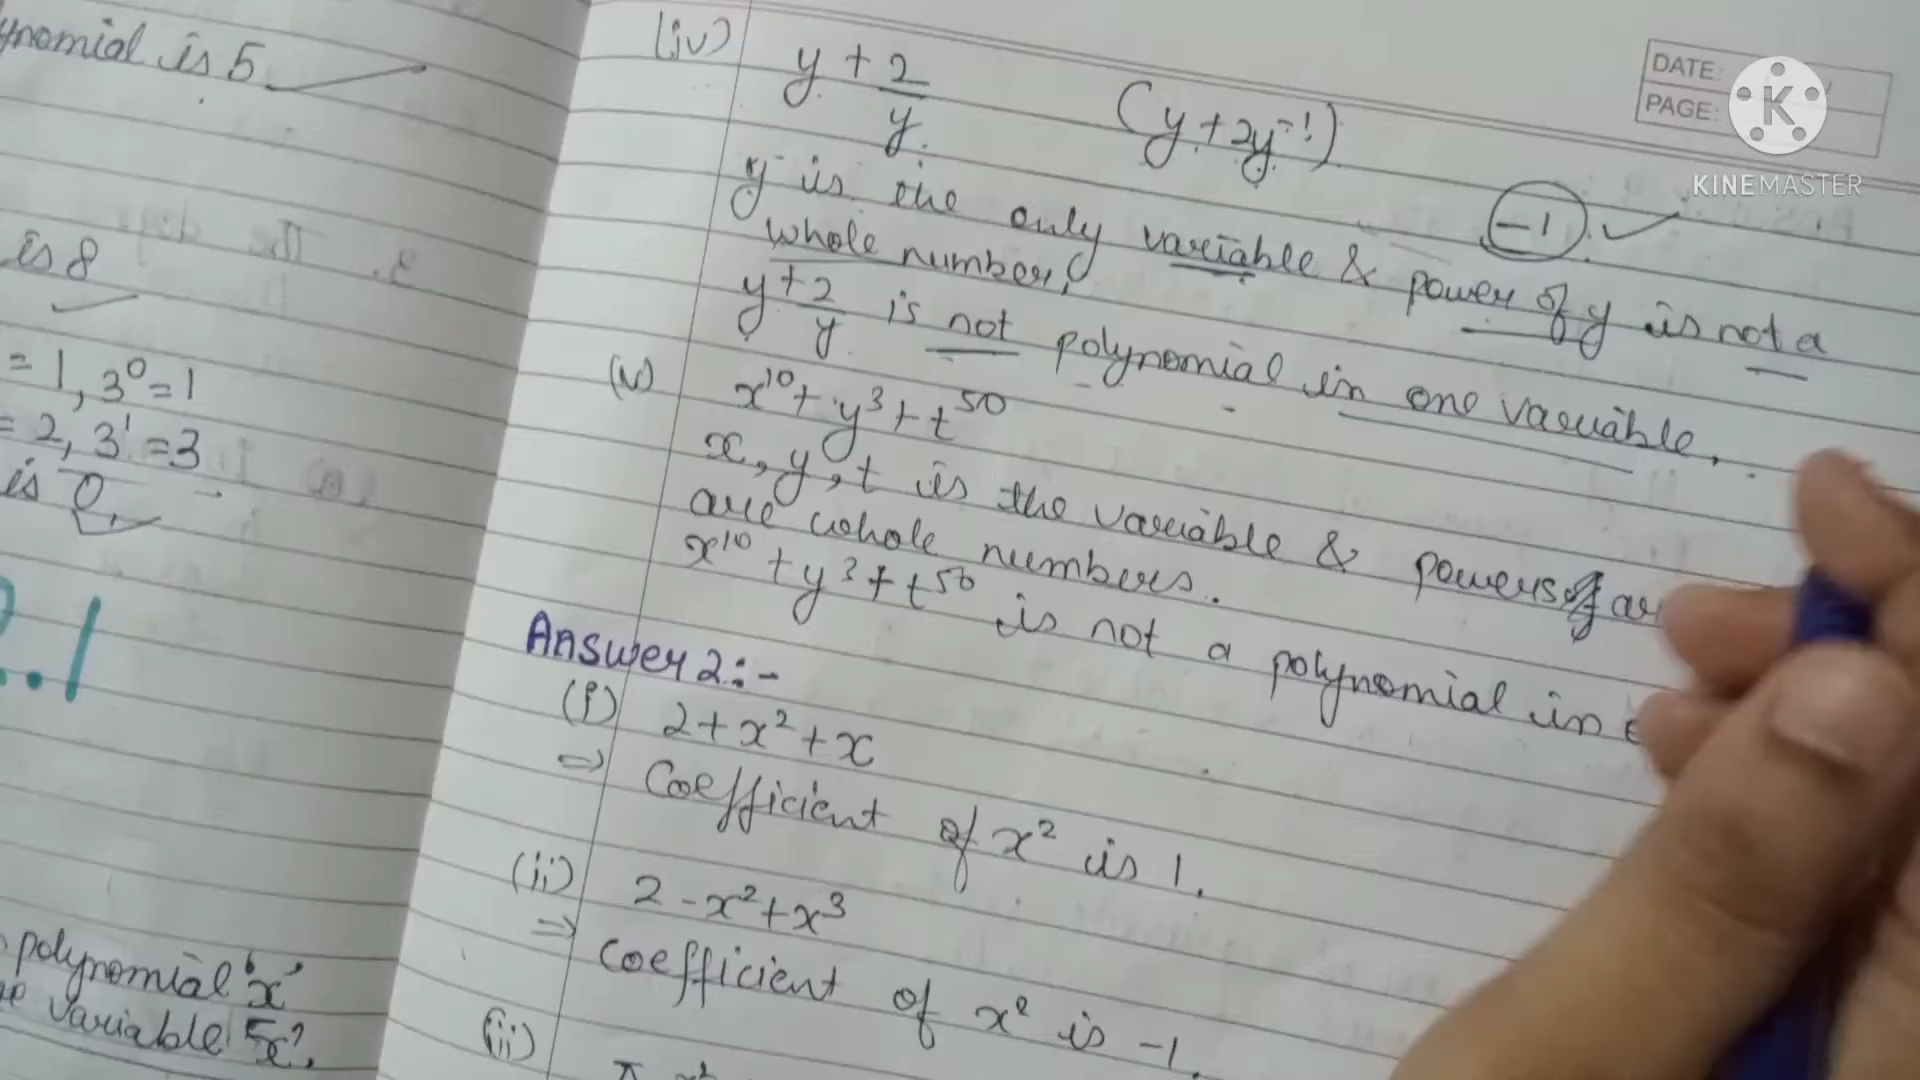 ynomial is 5
is 8
= 1, 3⁰ = 1
= 2, 3¹ = 3
is 0.
2.1
polynomial 'x'
variable 5x²,
DATE:
PAGE:
K
KINEMASTER
(iv) y + 2/y (y + 2y⁻¹)
-1
y is the only variable & power of y is not a
whole number,
y + 2/y is not polynomial in one variable.
(v) x¹⁰ + y³ + t⁵⁰
x, y, t is the variable & powers of
are whole numbers.
x¹⁰ + y³ + t⁵⁰ is not a polynomial in
Answer 2:-
(i) 2 + x² + x
⇒ Coefficient of x² is 1.
(ii) 2 - x² + x³
⇒ coefficient of x² is -1.
(iii)